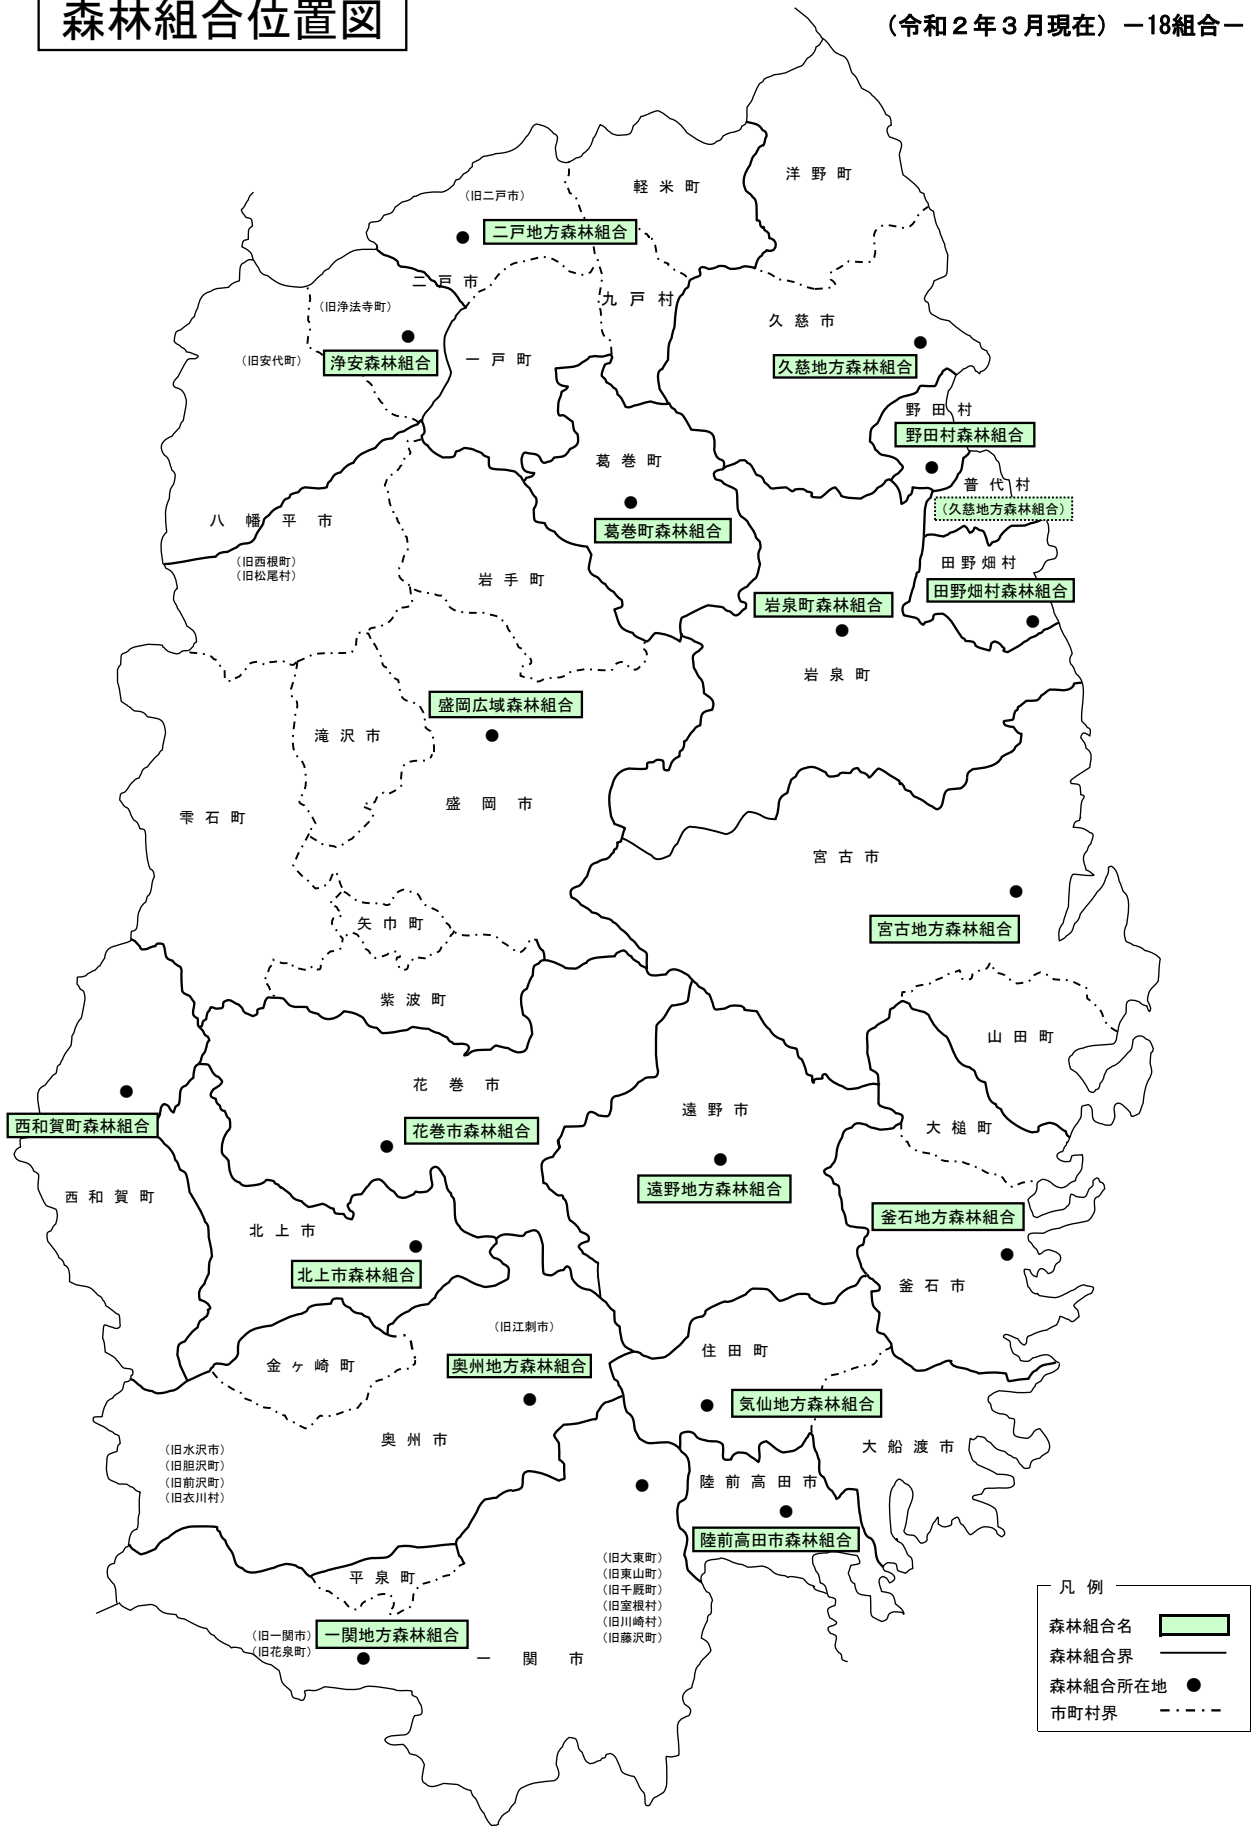 森林組合位置図
（令和２年３月現在）－18組合－
洋 野 町
軽 米 町
（旧二戸市）
二戸地方森林組合
二 戸 市
九 戸 村
（旧浄法寺町）
久 慈 市
（旧安代町）
浄安森林組合
一 戸 町
久慈地方森林組合
野 田 村
野田村森林組合
葛 巻 町
普 代 村
（久慈地方森林組合）
八 幡 平 市
葛巻町森林組合
（旧西根町）
（旧松尾村）
田 野 畑 村
岩 手 町
田野畑村森林組合
岩泉町森林組合
岩 泉 町
盛岡広域森林組合
滝 沢 市
盛 岡 市
雫 石 町
宮 古 市
矢 巾 町
宮古地方森林組合
紫 波 町
山 田 町
花 巻 市
遠 野 市
西和賀町森林組合
花巻市森林組合
大 槌 町
遠野地方森林組合
西 和 賀 町
釜石地方森林組合
北 上 市
北上市森林組合
釜 石 市
（旧江刺市）
住 田 町
金 ヶ 崎 町
奥州地方森林組合
気仙地方森林組合
奥 州 市
大 船 渡 市
（旧水沢市）
（旧胆沢町）
（旧前沢町）
（旧衣川村）
陸 前 高 田 市
陸前高田市森林組合
（旧大東町）
（旧東山町）
（旧千厩町）
（旧室根村）
（旧川崎村）
（旧藤沢町）
平 泉 町
一関地方森林組合
（旧一関市）
（旧花泉町）
一 関 市
凡 例
森林組合名
森林組合界
森林組合所在地
市町村界